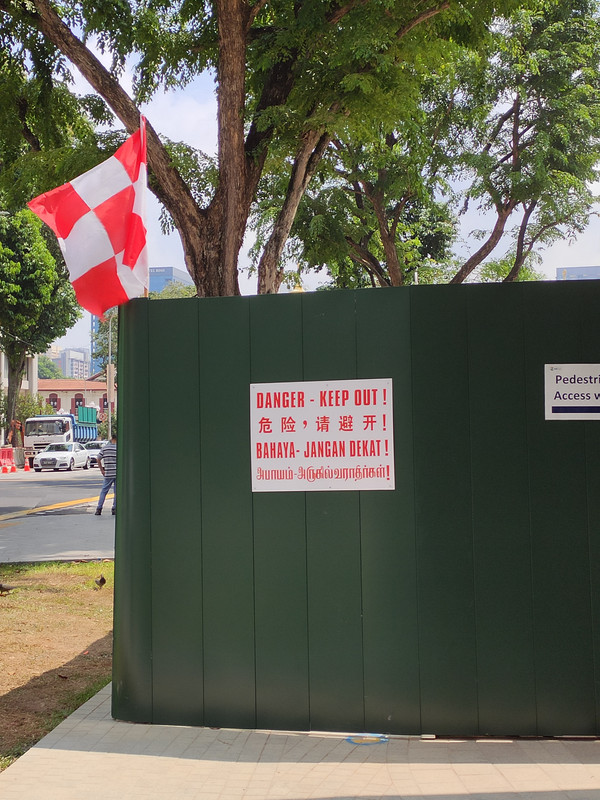 DANGER - KEEP OUT !
危险，请避开！
BAHAYA- JANGAN DEKAT !
அபாயம்-அருகில்வராதீர்கள்!
Pedestri
Access w